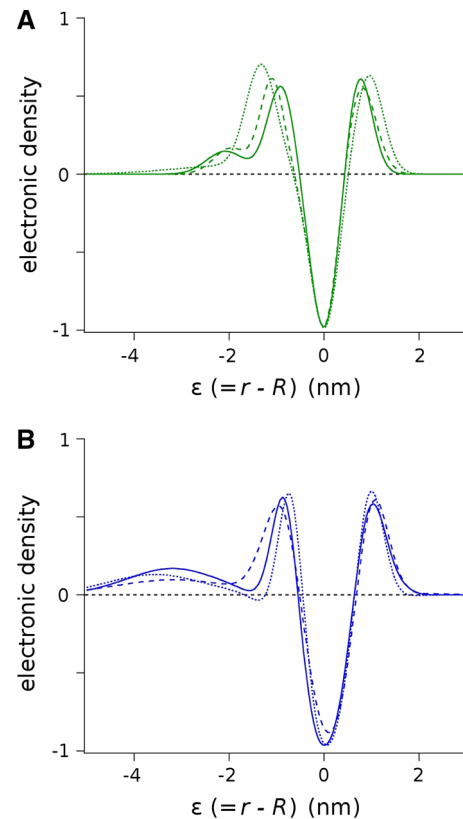 A
1
0
-1
electronic density
-4 -2 0 2
ε (= r - R) (nm)
B
1
0
-1
electronic density
-4 -2 0 2
ε (= r - R) (nm)